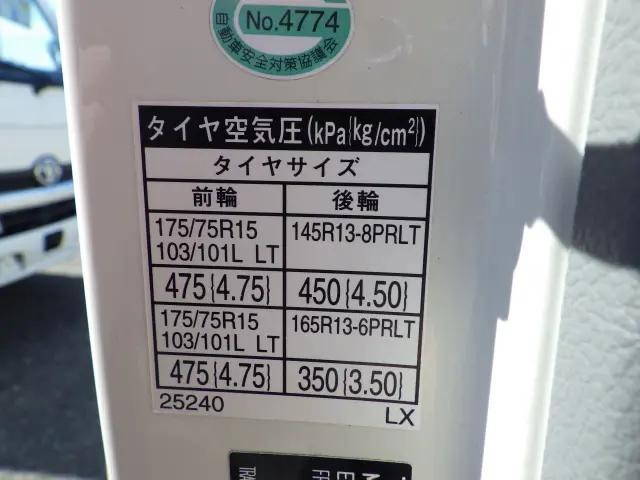 No.4774
自動車安全対策協議会
タイヤ空気圧(kPa{kg/cm²})
タイヤサイズ
前輪 後輪
175/75R15 103/101L LT 145R13-8PRLT
475{4.75} 450{4.50}
175/75R15 103/101L LT 165R13-6PRLT
475{4.75} 350{3.50}
25240 LX